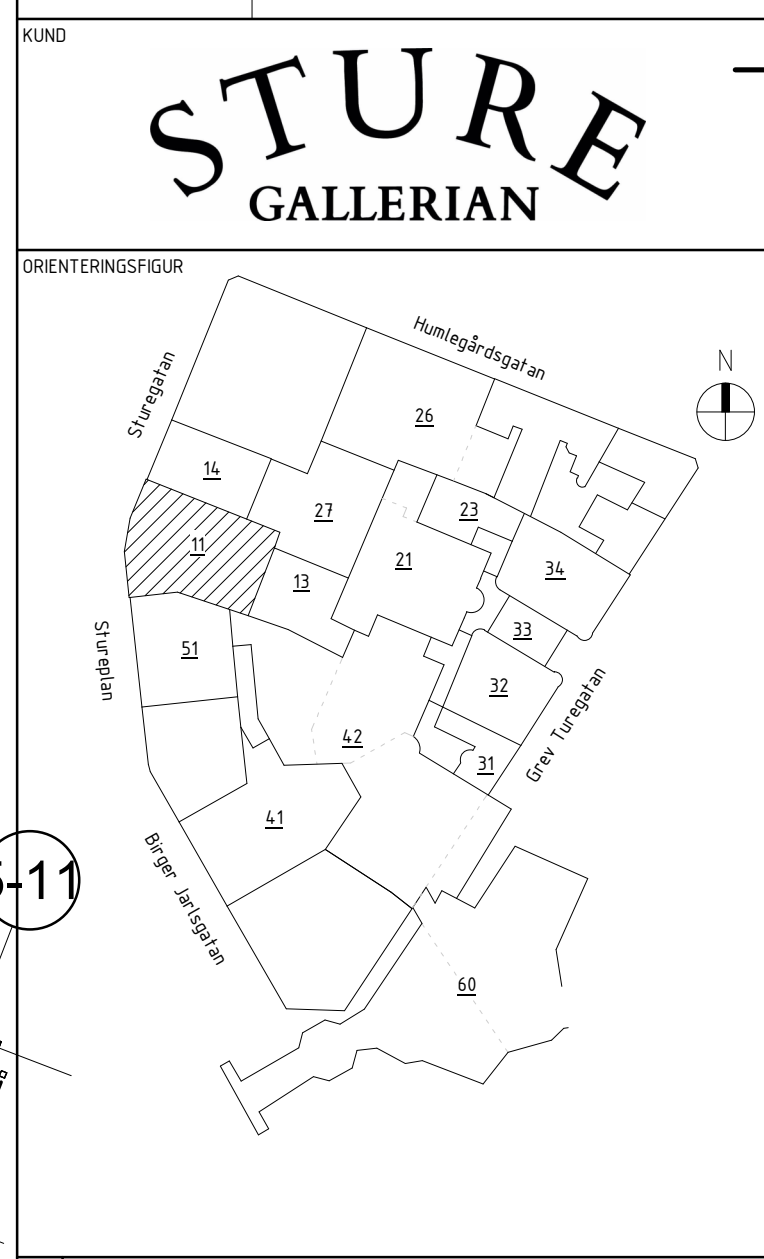 KUND
STURE
GALLERIAN
ORIENTERINGSFIGUR
Humlegårdsgatan
Sturegatan
N
26
14
27
23
11
21
34
13
33
51
Stureplan
32
Grev Turegatan
42
31
41
Birger Jarlsgatan
-11
60